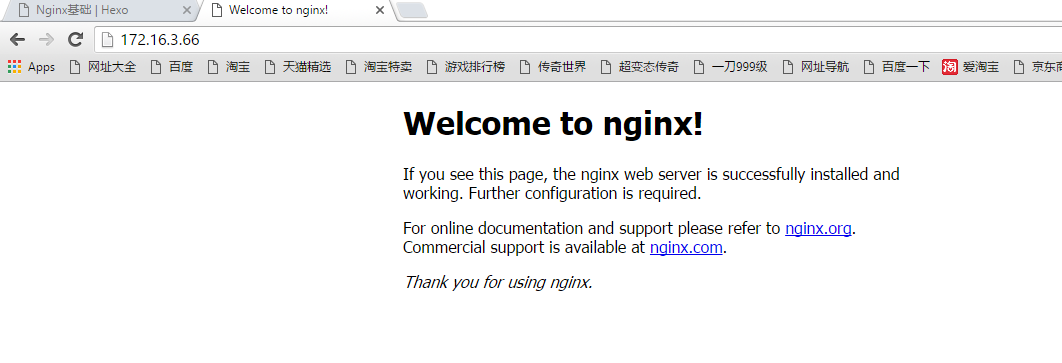 Nginx基础 | Hexo
Welcome to nginx!
172.16.3.66
Apps 网址大全 百度 淘宝 天猫精选 淘宝特卖 游戏排行榜 传奇世界 超变态传奇 一刀999级 网址导航 百度一下 淘 爱淘宝 京东商
Welcome to nginx!
If you see this page, the nginx web server is successfully installed and
working. Further configuration is required.
For online documentation and support please refer to nginx.org.
Commercial support is available at nginx.com.
Thank you for using nginx.